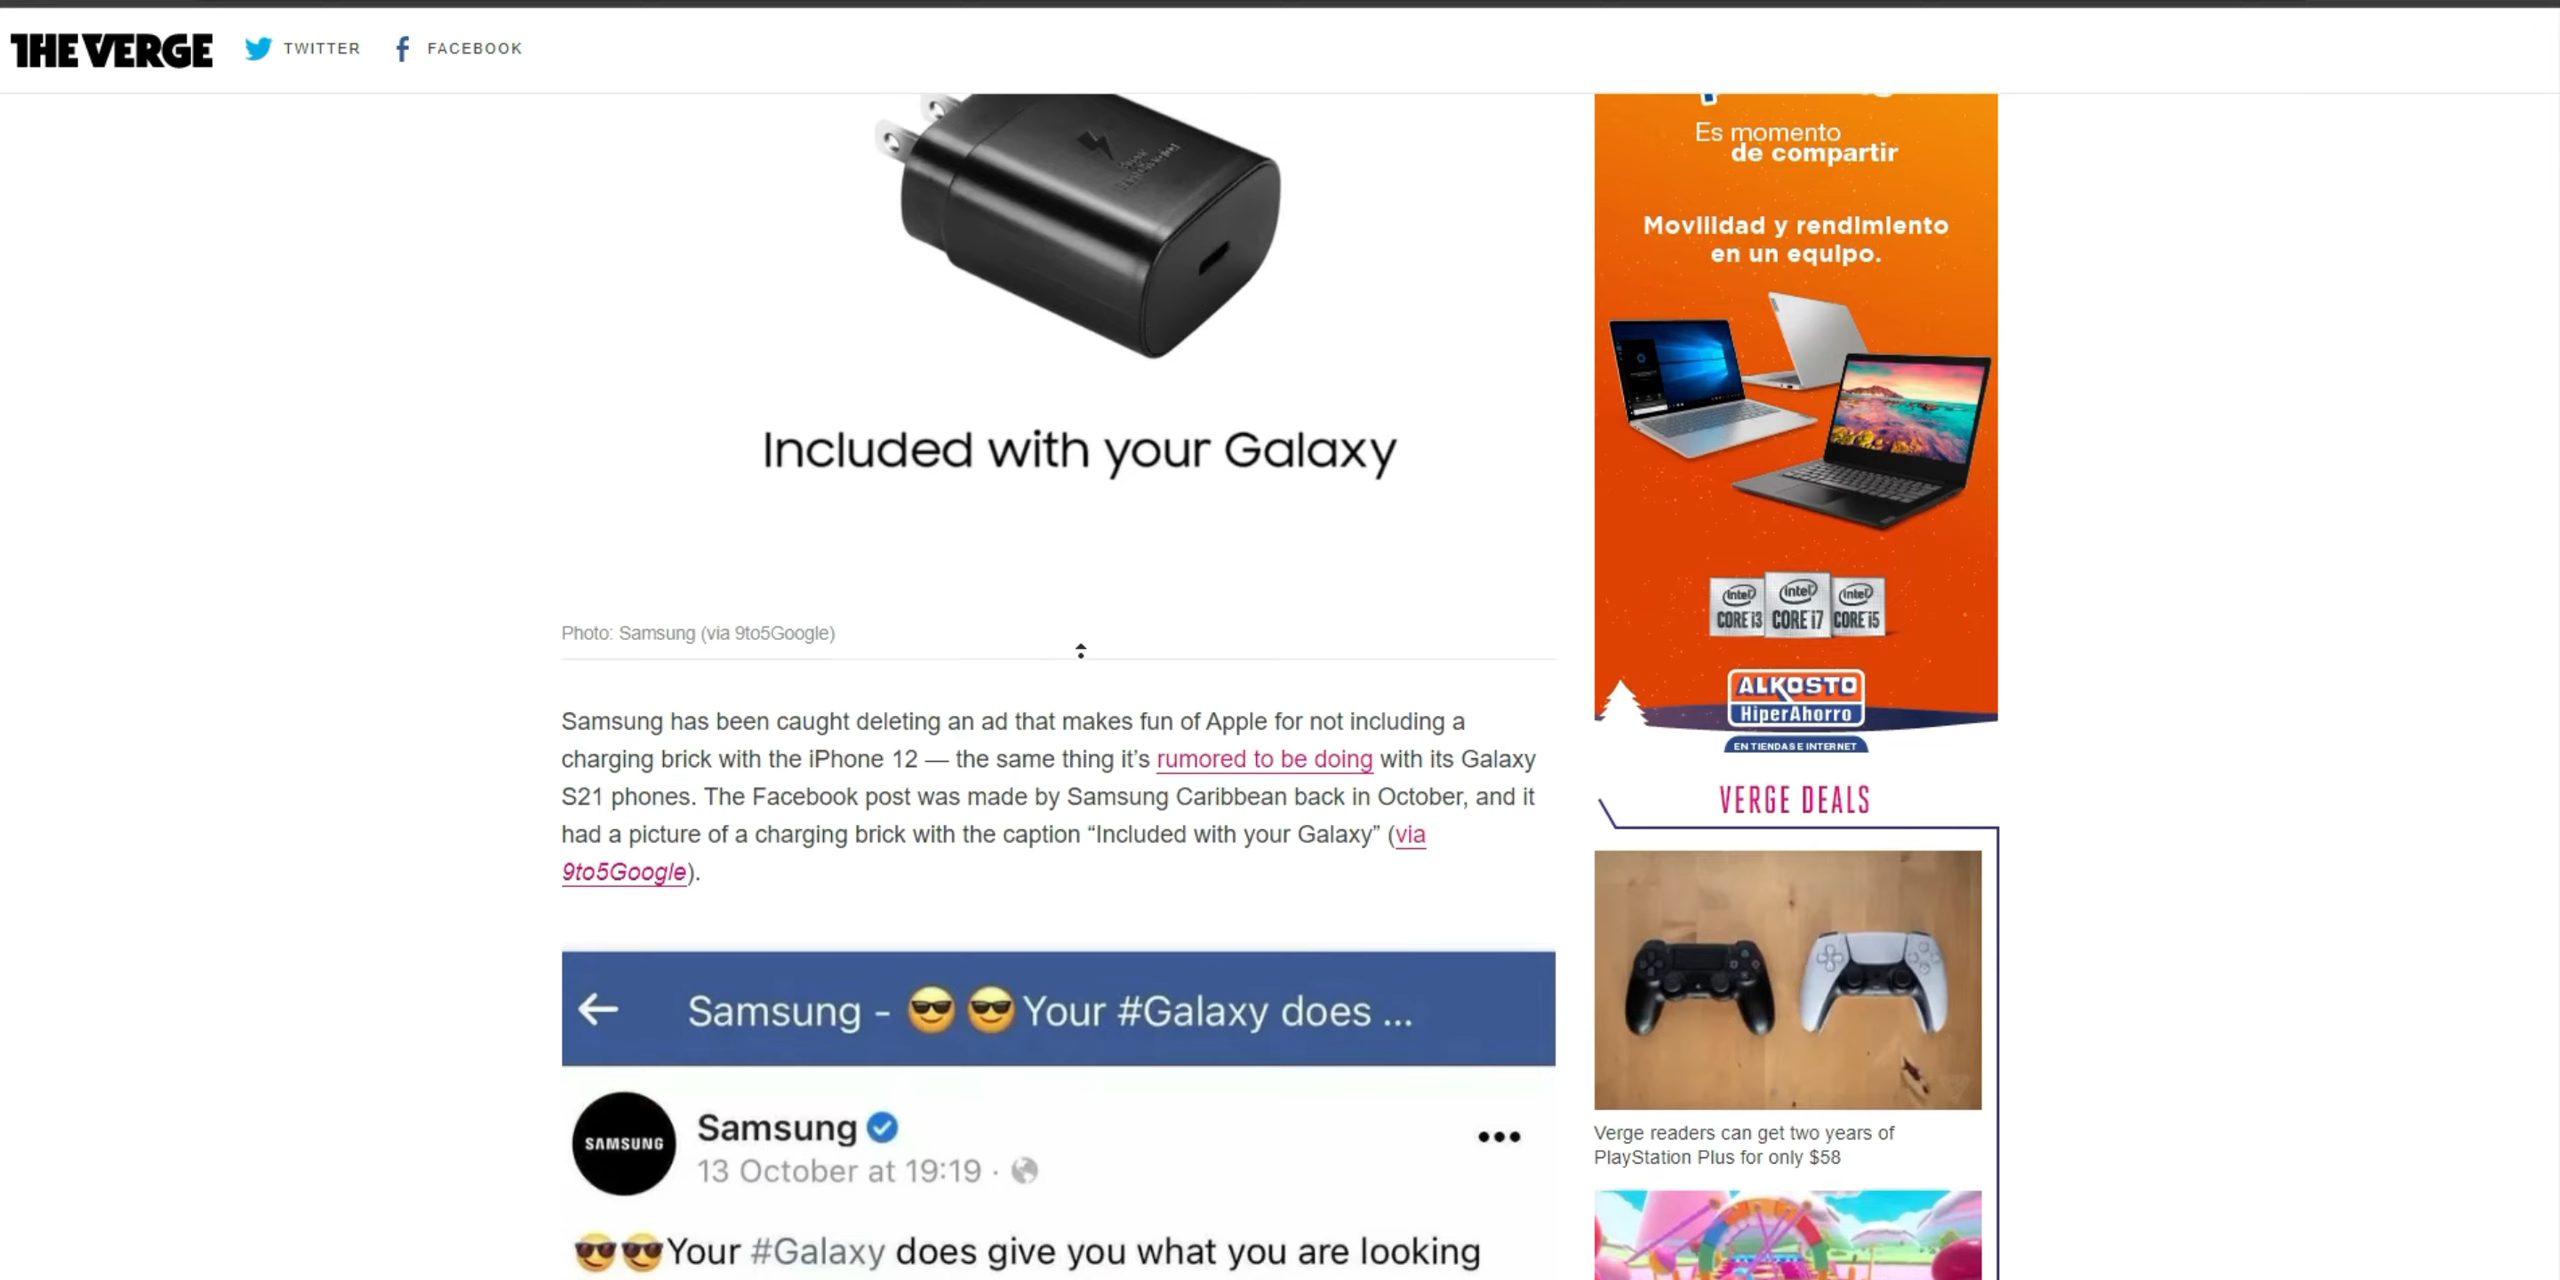 THE VERGE
TWITTER
FACEBOOK
Included with your Galaxy
Photo: Samsung (via 9to5Google)
Samsung has been caught deleting an ad that makes fun of Apple for not including a
charging brick with the iPhone 12 — the same thing it’s rumored to be doing with its Galaxy
S21 phones. The Facebook post was made by Samsung Caribbean back in October, and it
had a picture of a charging brick with the caption “Included with your Galaxy” (via
9to5Google).
Samsung - 😎 😎 Your #Galaxy does ...
SAMSUNG
Samsung
13 October at 19:19 ·
😎😎Your #Galaxy does give you what you are looking
Es momento
de compartir
Movilidad y rendimiento
en un equipo.
intel CORE i3
intel CORE i7
intel CORE i5
ALKOSTO
HiperAhorro
EN TIENDAS E INTERNET
VERGE DEALS
Verge readers can get two years of
PlayStation Plus for only $58